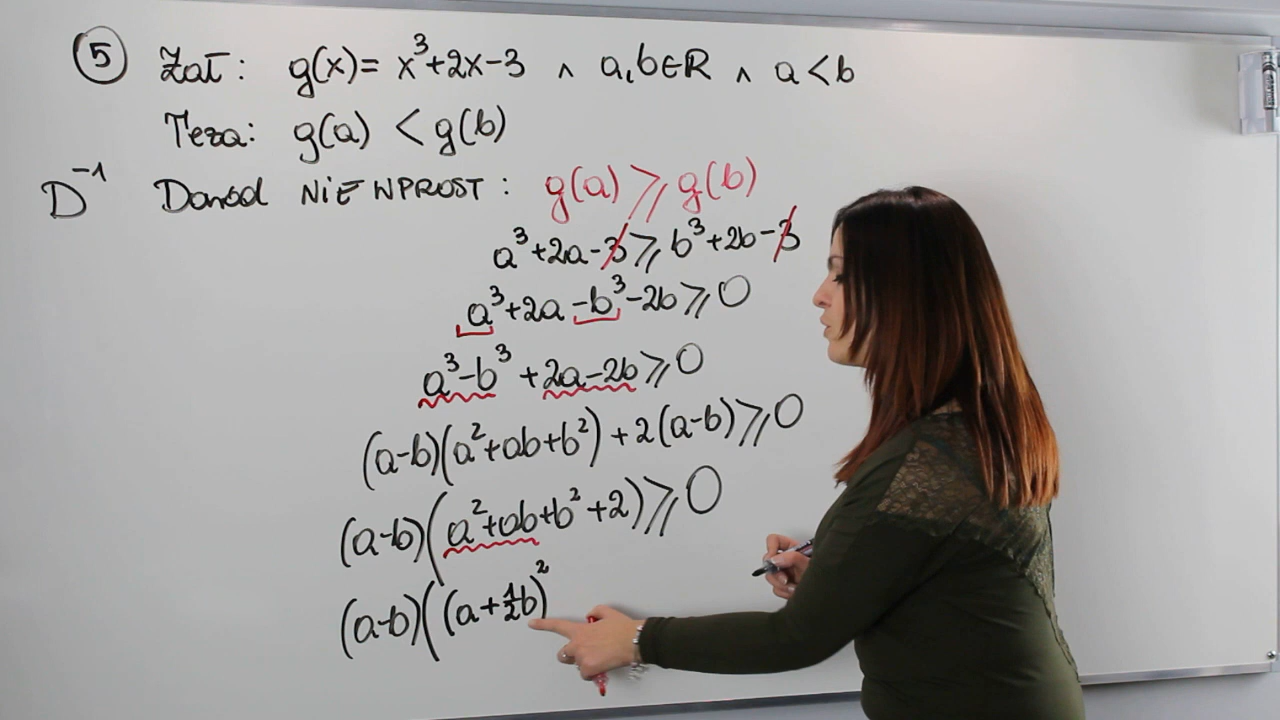 ⑤ Zał: g(x)= x³+2x-3 ∧ a,b∈R ∧ a<b
Teza: g(a) < g(b)
D⁻¹ Dowód NIEWPROST: g(a) ⩾ g(b)
a³+2a-3⩾b³+2b-3
a³+2a-b³-2b⩾0
a³-b³+2a-2b⩾0
(a-b)(a²+ab+b²)+2(a-b)⩾0
(a-b)(a²+ab+b²+2)⩾0
(a-b)((a+½b)²